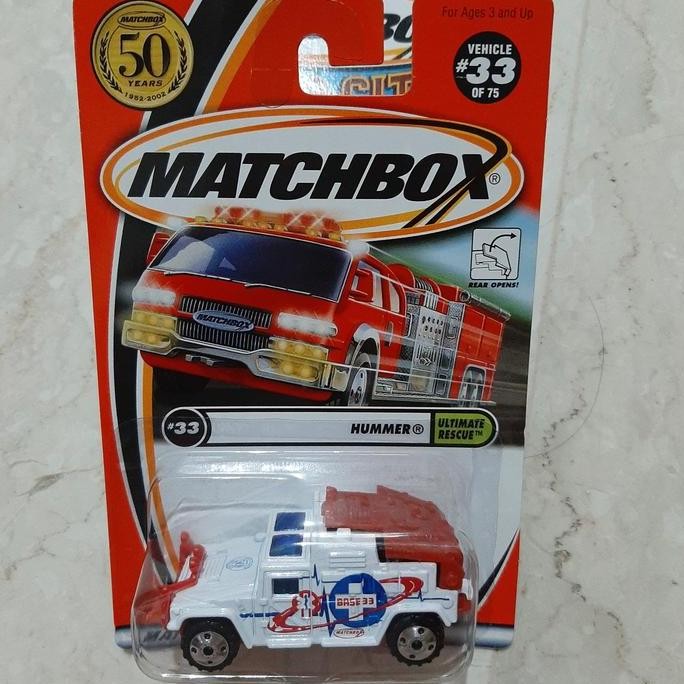 MATCHBOX
50
YEARS
1952-2002
For Ages 3 and Up
VEHICLE
#33
OF 75
MATCHBOX®
REAR OPENS!
MATCHBOX
#33
HUMMER®
ULTIMATE
RESCUE™
BASE 33
MATCHBOX